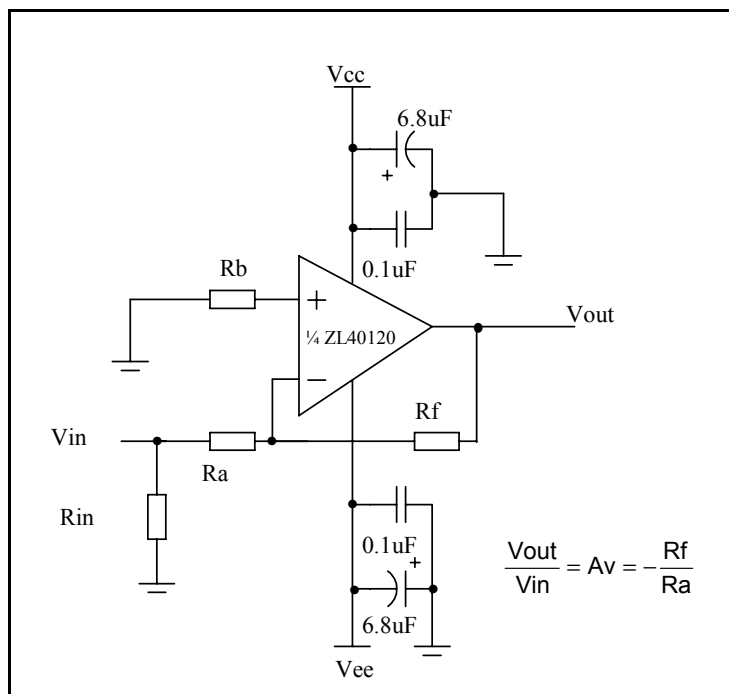 Vcc
6.8uF
+
0.1uF
Rb
+
¼ ZL40120
Vout
−
Rf
Vin
Ra
Rin
0.1uF
+
6.8uF
Vee
Vout/Vin = Av = −Rf/Ra